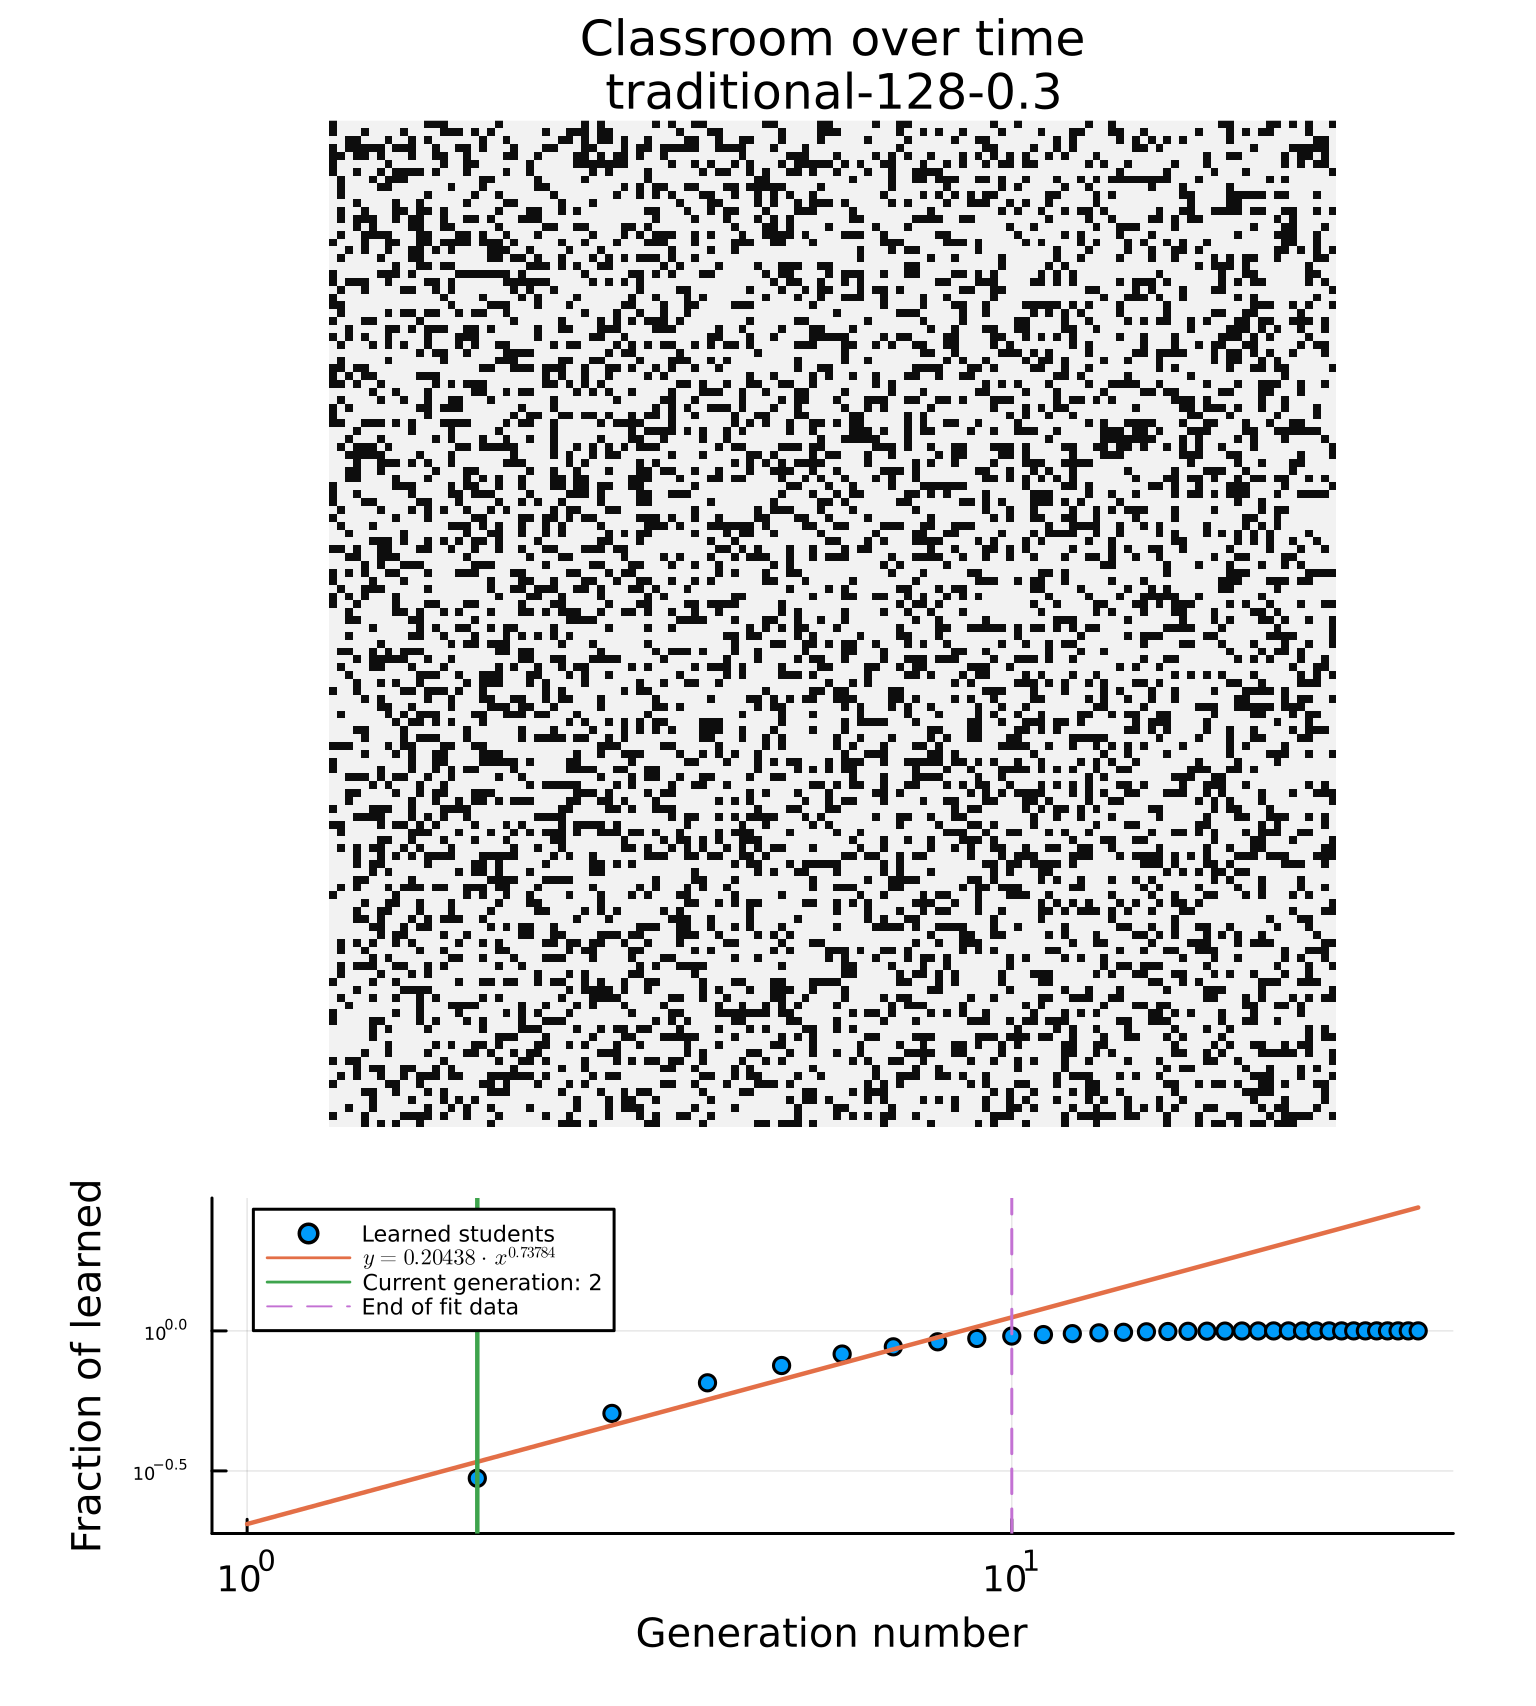 Classroom over time
traditional-128-0.3
Fraction of learned
Learned students
y = 0.20438 · x^0.73784
Current generation: 2
End of fit data
10^0.0
10^−0.5
10^0
10^1
Generation number